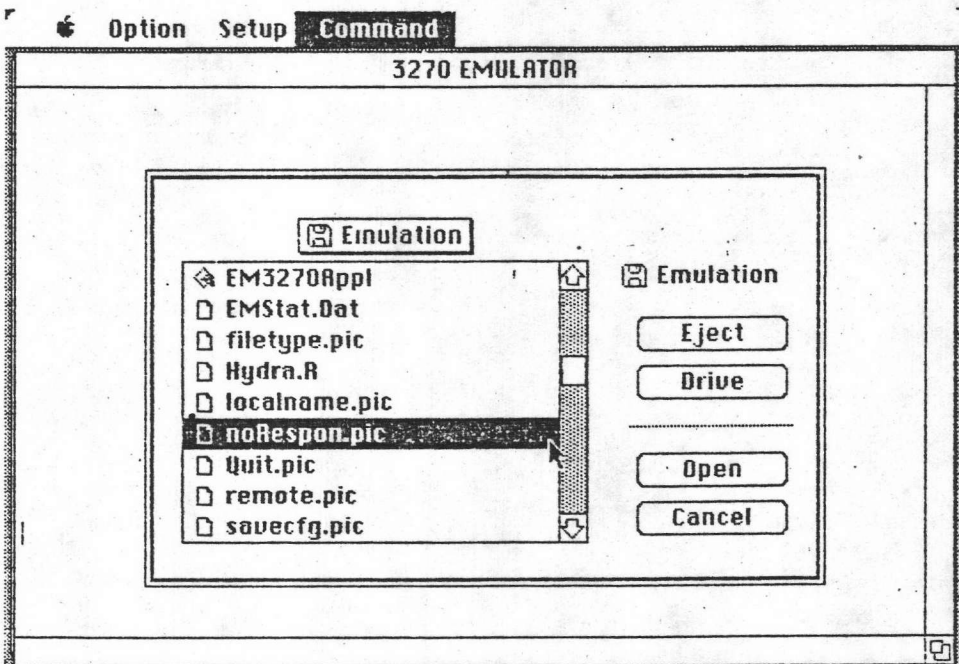 Option Setup Command
3270 EMULATOR
Emulation
EM3270Appl
EMStat.Dat
filetype.pic
Hydra.R
localname.pic
noRespon.pic
Quit.pic
remote.pic
savecfg.pic
Emulation
Eject
Drive
Open
Cancel